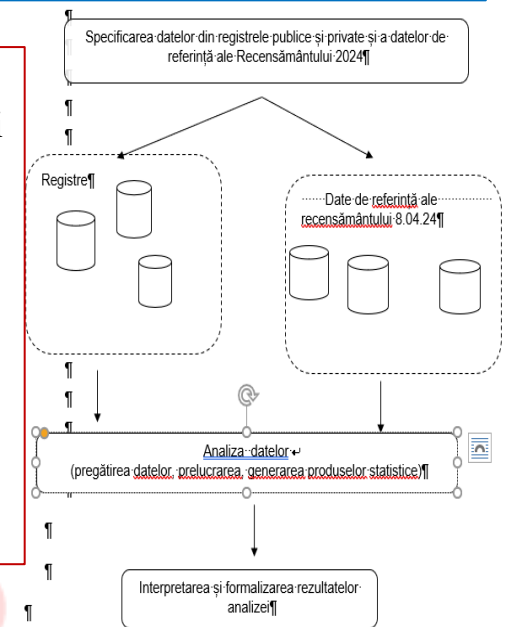 Specificarea datelor din registrele publice și private și a datelor de
referință ale Recensământului 2024¶
Registre¶
Date de referință ale
recensământului 8.04.24¶
Analiza datelor
(pregătirea datelor, prelucrarea, generarea produselor statistice)¶
Interpretarea și formalizarea rezultatelor
analizei¶